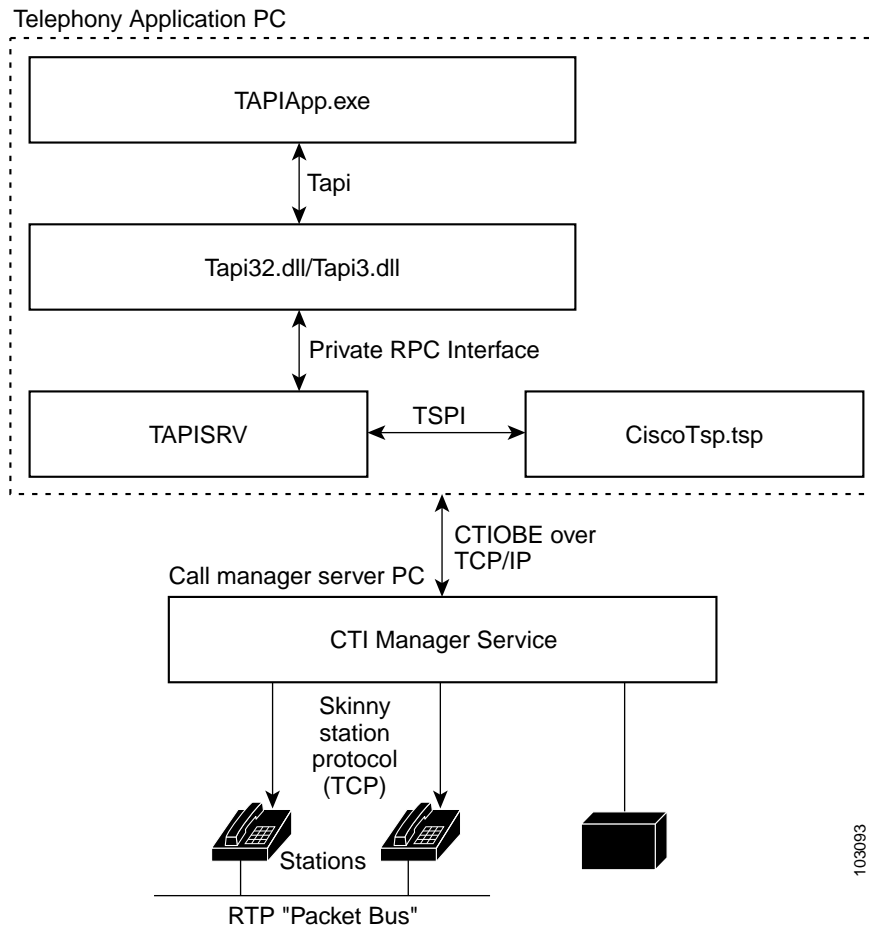 Telephony Application PC
TAPIApp.exe
Tapi
Tapi32.dll/Tapi3.dll
Private RPC Interface
TAPISRV
TSPI
CiscoTsp.tsp
CTIOBE over
TCP/IP
Call manager server PC
CTI Manager Service
Skinny
station
protocol
(TCP)
Stations
RTP "Packet Bus"
103093